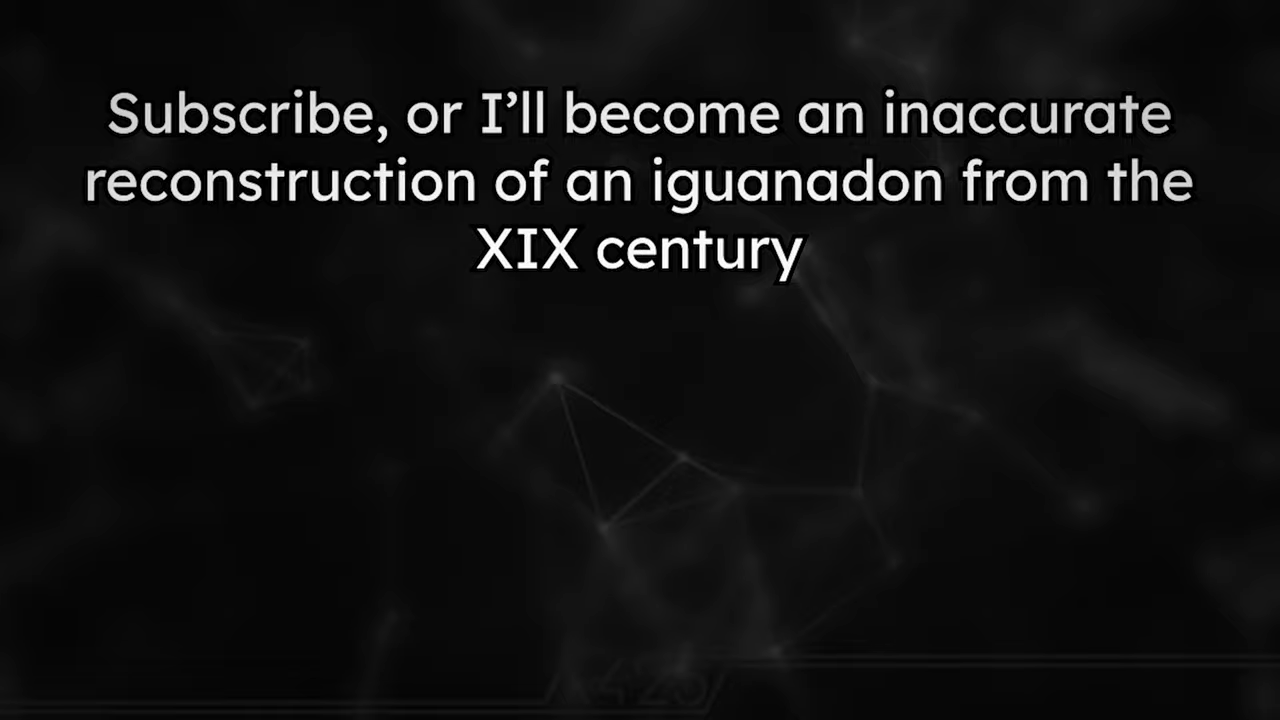 Subscribe, or I’ll become an inaccurate
reconstruction of an iguanadon from the
XIX century